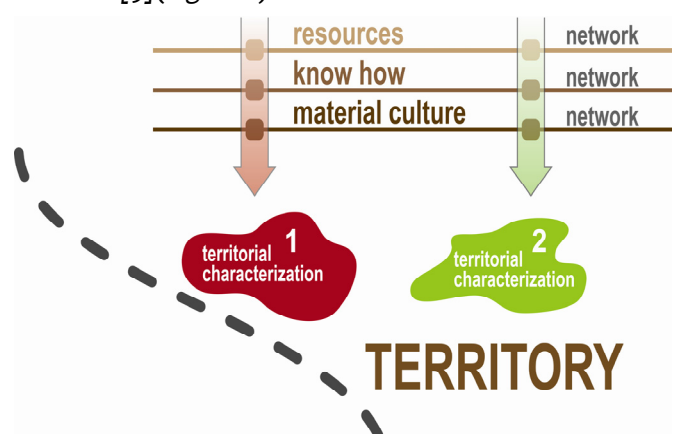 resources network
know how network
material culture network
territorial 1
characterization
territorial 2
characterization
TERRITORY